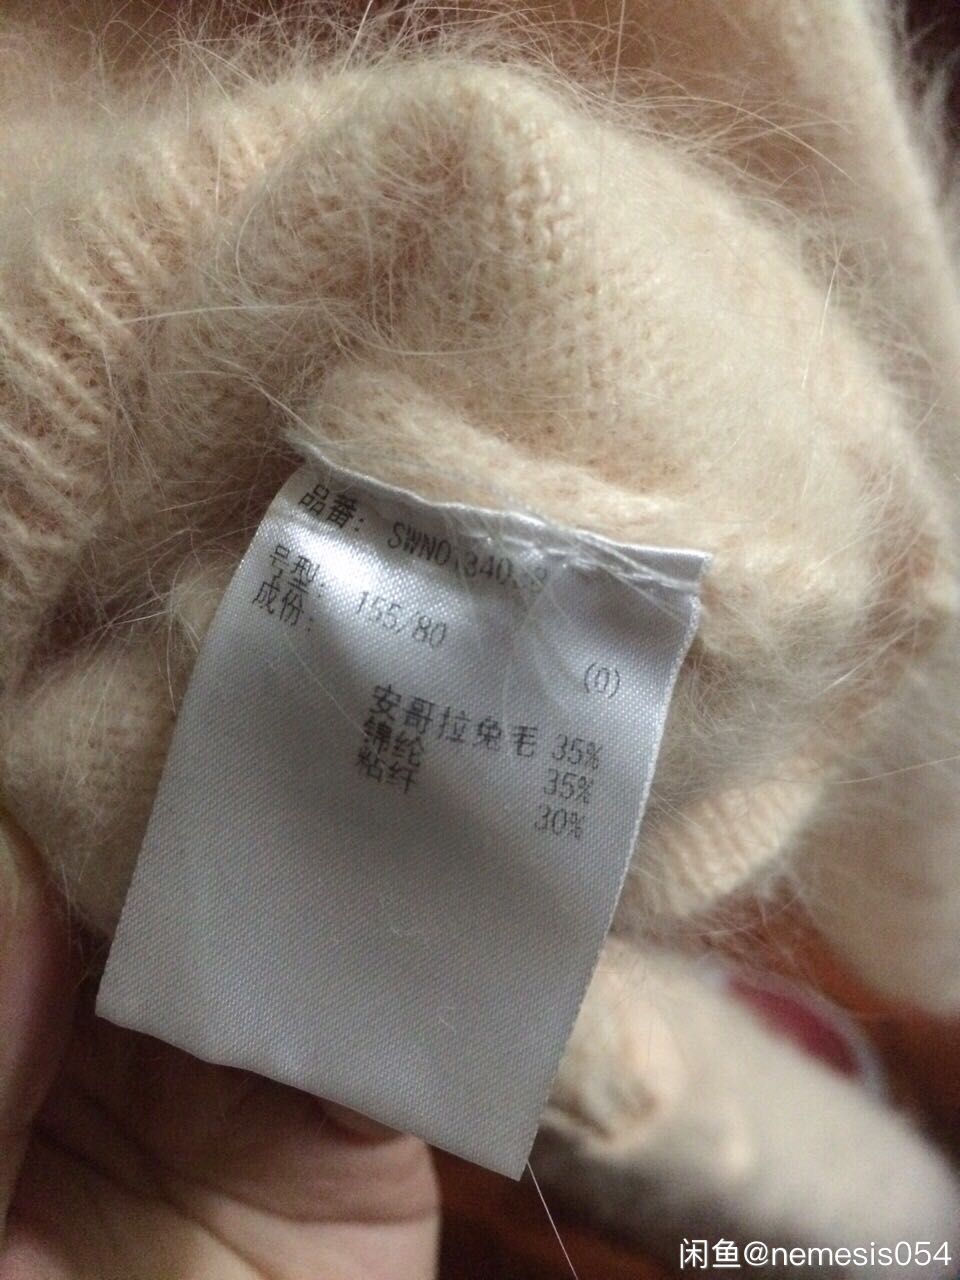 品番:
号型: 155/80
(0)
成份:
安哥拉兔毛 35%
锦纶 35%
粘纤 30%
闲鱼@nemesis054